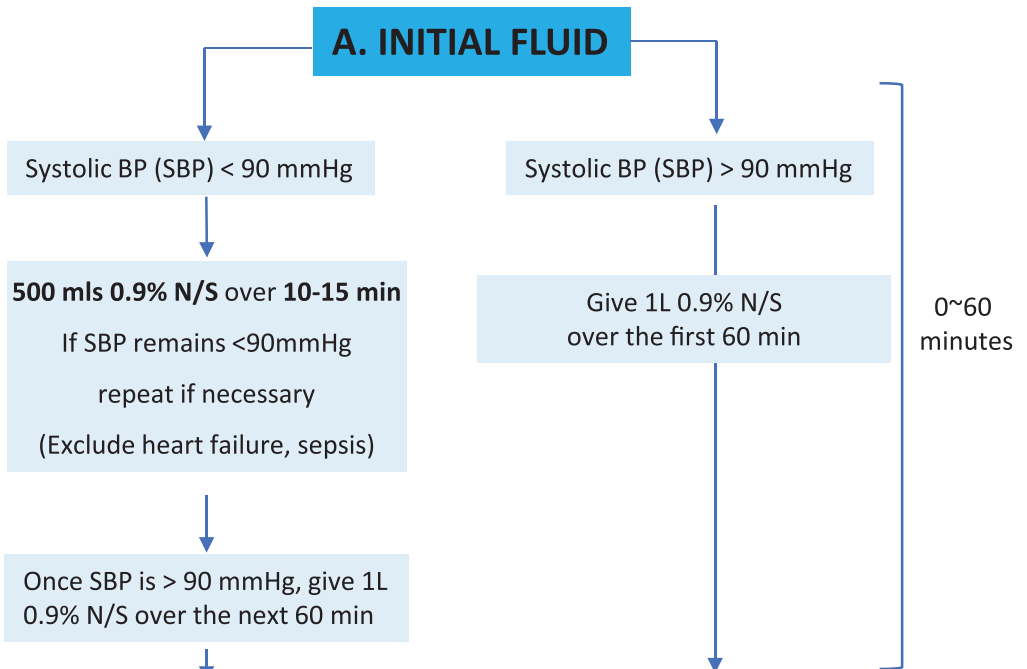 A. INITIAL FLUID
Systolic BP (SBP) < 90 mmHg
500 mls 0.9% N/S over 10-15 min
If SBP remains <90mmHg
repeat if necessary
(Exclude heart failure, sepsis)
Once SBP is > 90 mmHg, give 1L
0.9% N/S over the next 60 min
Systolic BP (SBP) > 90 mmHg
Give 1L 0.9% N/S
over the first 60 min
0~60
minutes